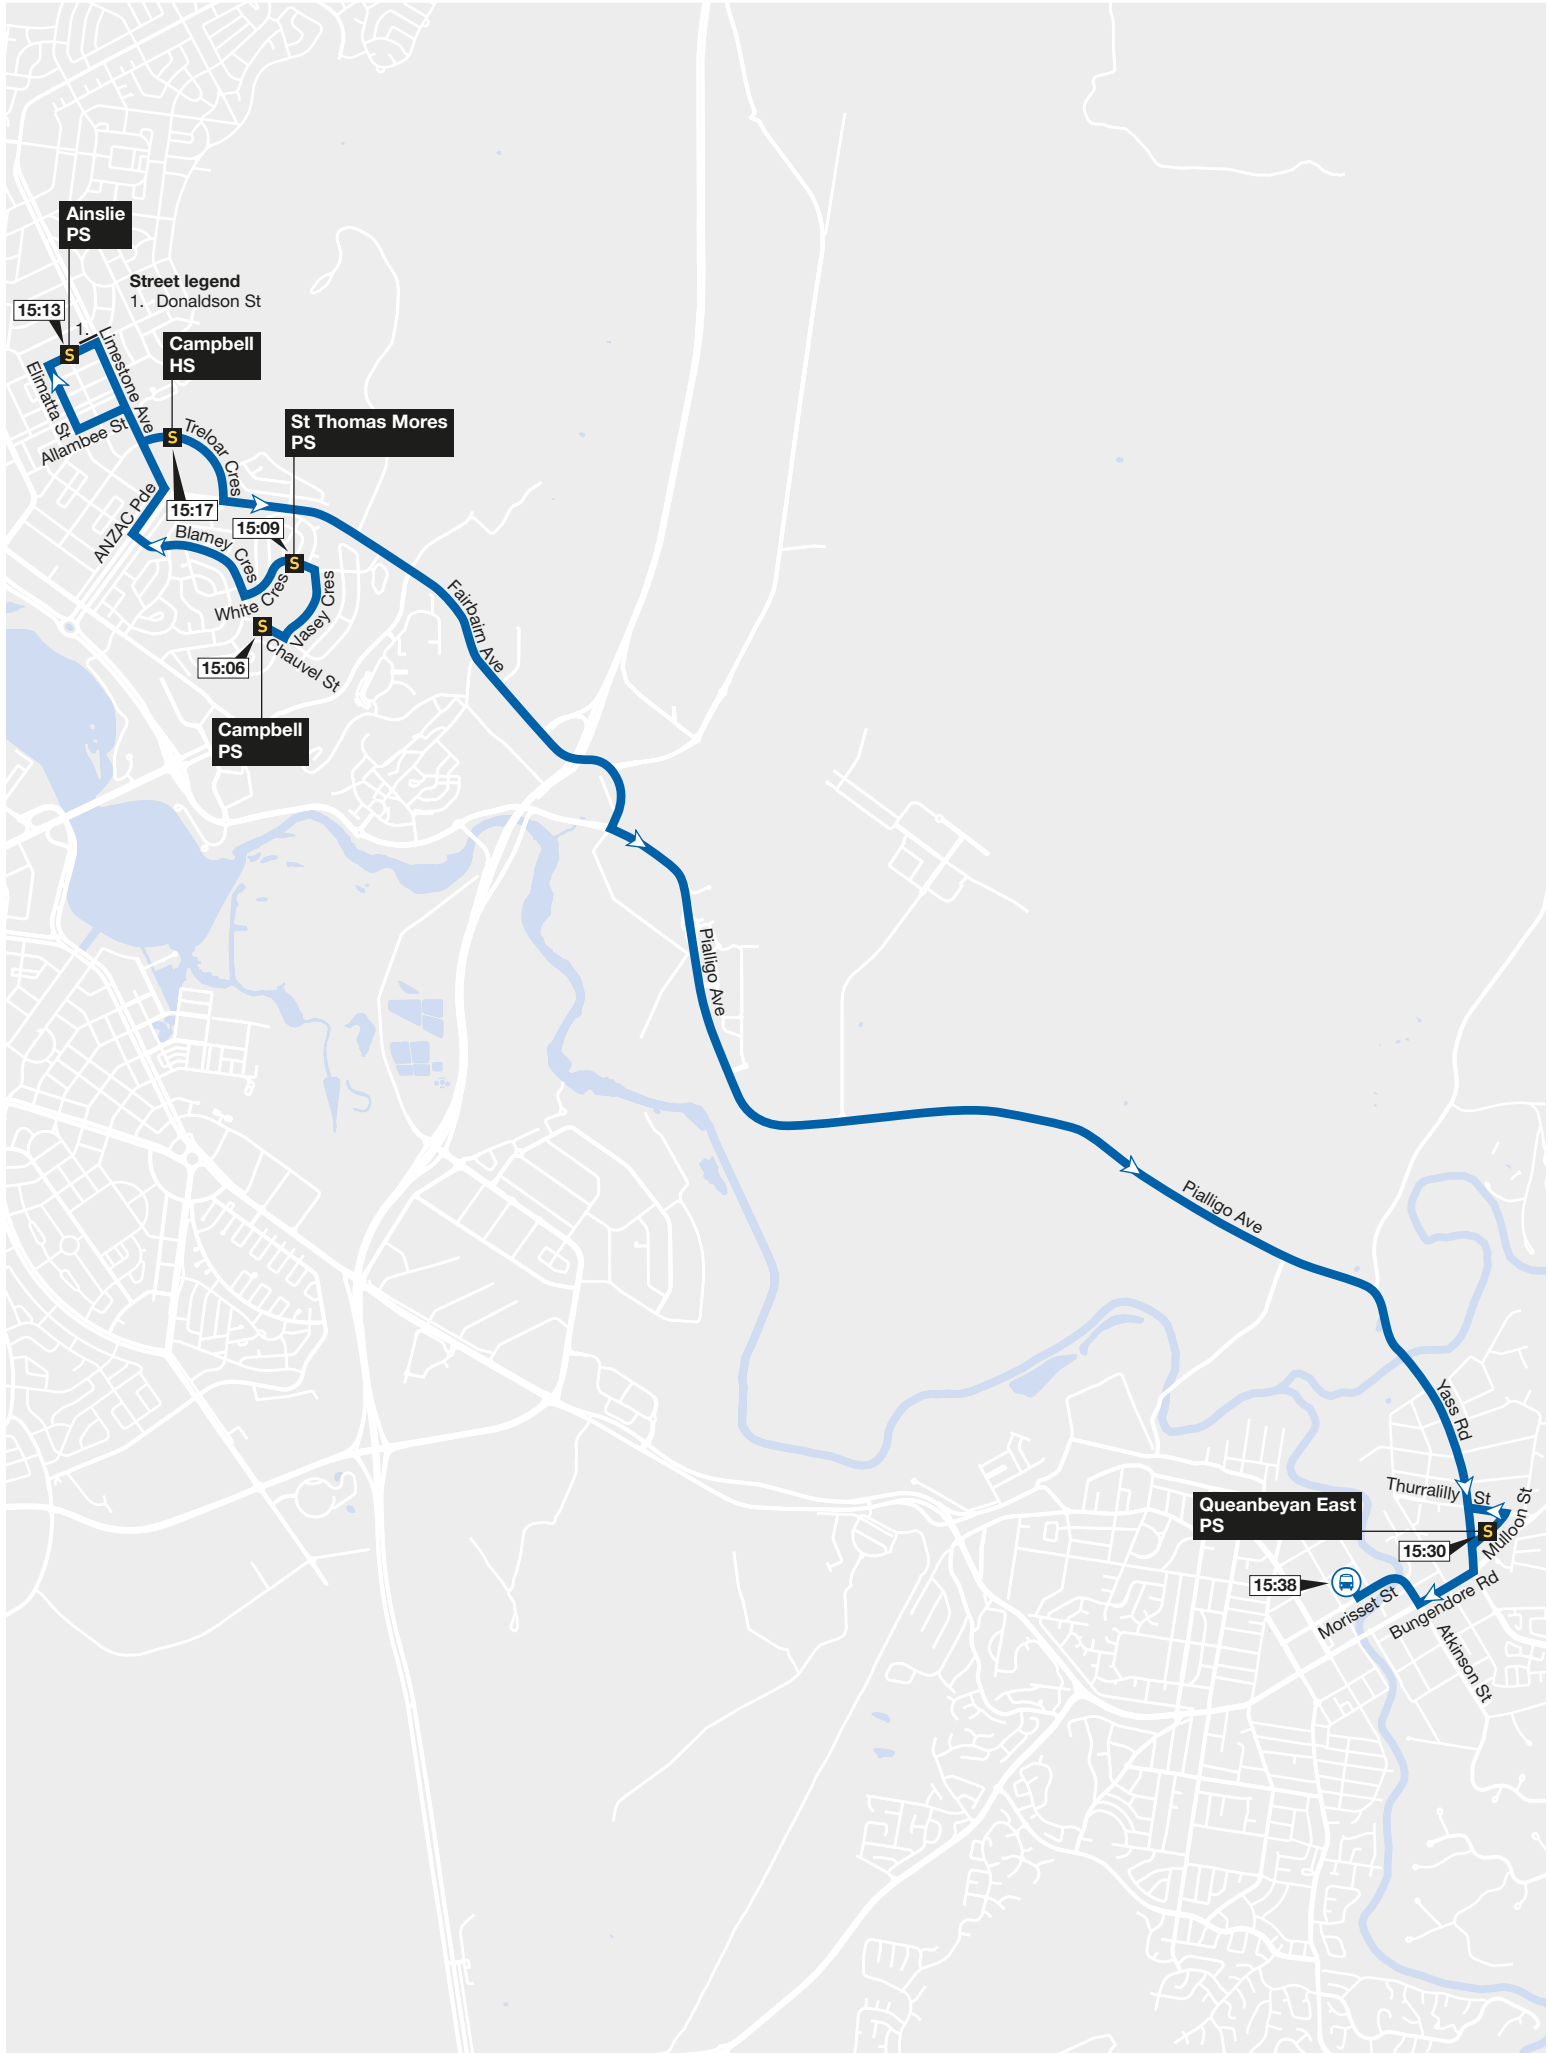 Ainslie
PS
Street legend
1. Donaldson St
15:13
1.
Limestone Ave
Campbell
HS
Elimatta St
Allambee St
Treloar Cres
St Thomas Mores
PS
ANZAC Pde
15:17
15:09
Blamey Cres
White Cres
Vasey Cres
Chauvel St
15:06
Campbell
PS
Fairbairn Ave
Pialligo Ave
Pialligo Ave
Yass Rd
Thurralilly St
Queanbeyan East
PS
Mulloon St
15:30
15:38
Morisset St
Bungendore Rd
Atkinson St